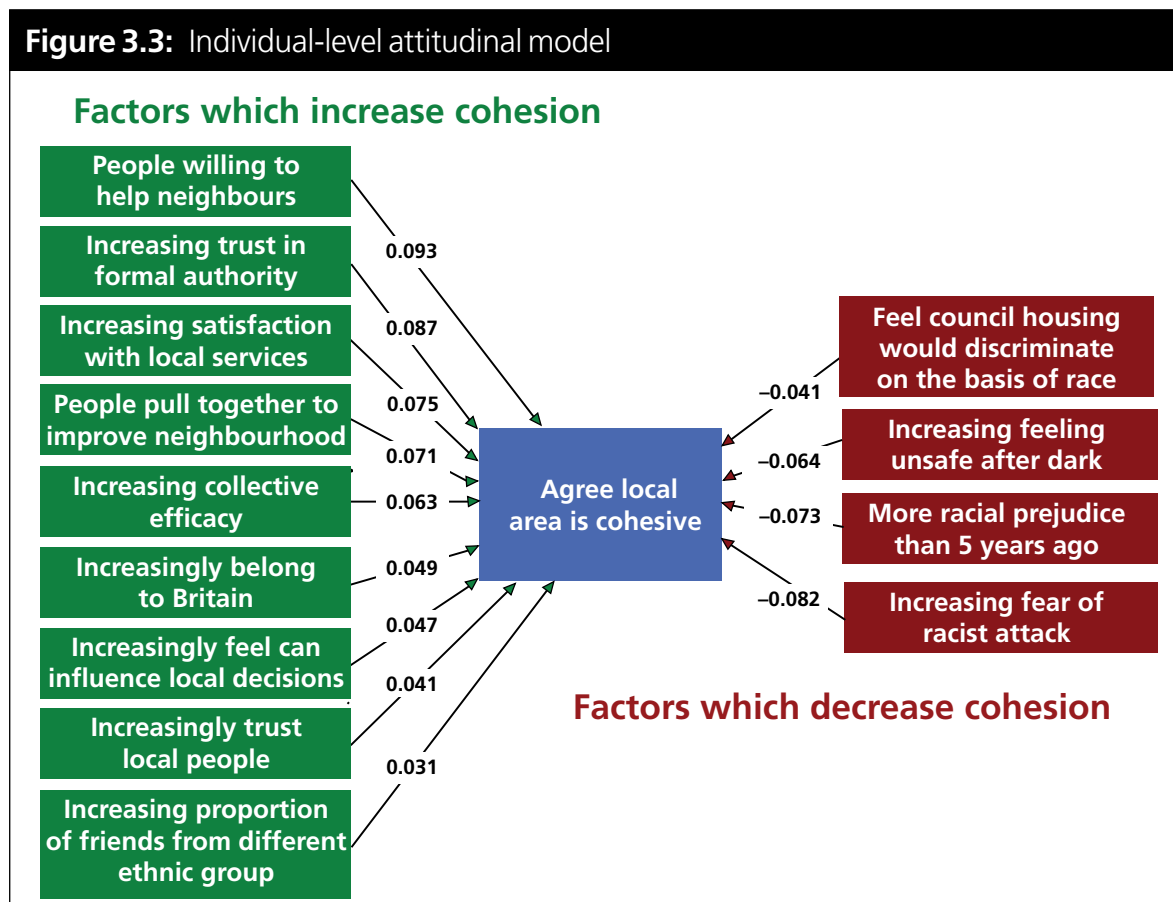 Figure 3.3: Individual-level attitudinal model
Factors which increase cohesion
People willing to
help neighbours
Increasing trust in
formal authority
Increasing satisfaction
with local services
People pull together to
improve neighbourhood
Increasing collective
efficacy
Increasingly belong
to Britain
Increasingly feel can
influence local decisions
Increasingly trust
local people
Increasing proportion
of friends from different
ethnic group
0.093
0.087
0.075
0.071
0.063
0.049
0.047
0.041
0.031
Agree local
area is cohesive
–0.041
–0.064
–0.073
–0.082
Feel council housing
would discriminate
on the basis of race
Increasing feeling
unsafe after dark
More racial prejudice
than 5 years ago
Increasing fear of
racist attack
Factors which decrease cohesion